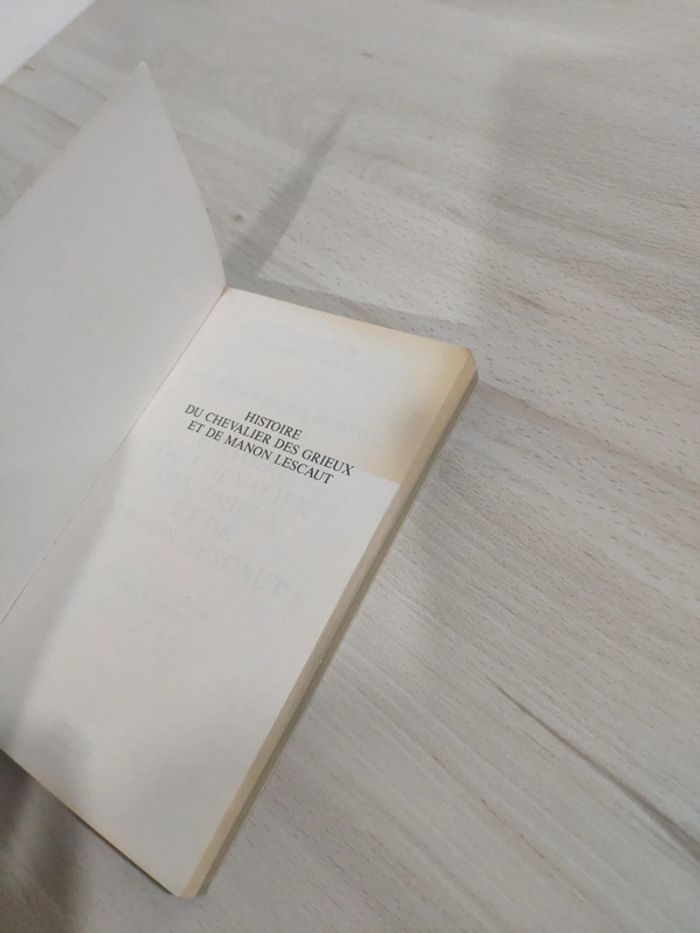 HISTOIRE
DU CHEVALIER DES GRIEUX
ET DE MANON LESCAUT